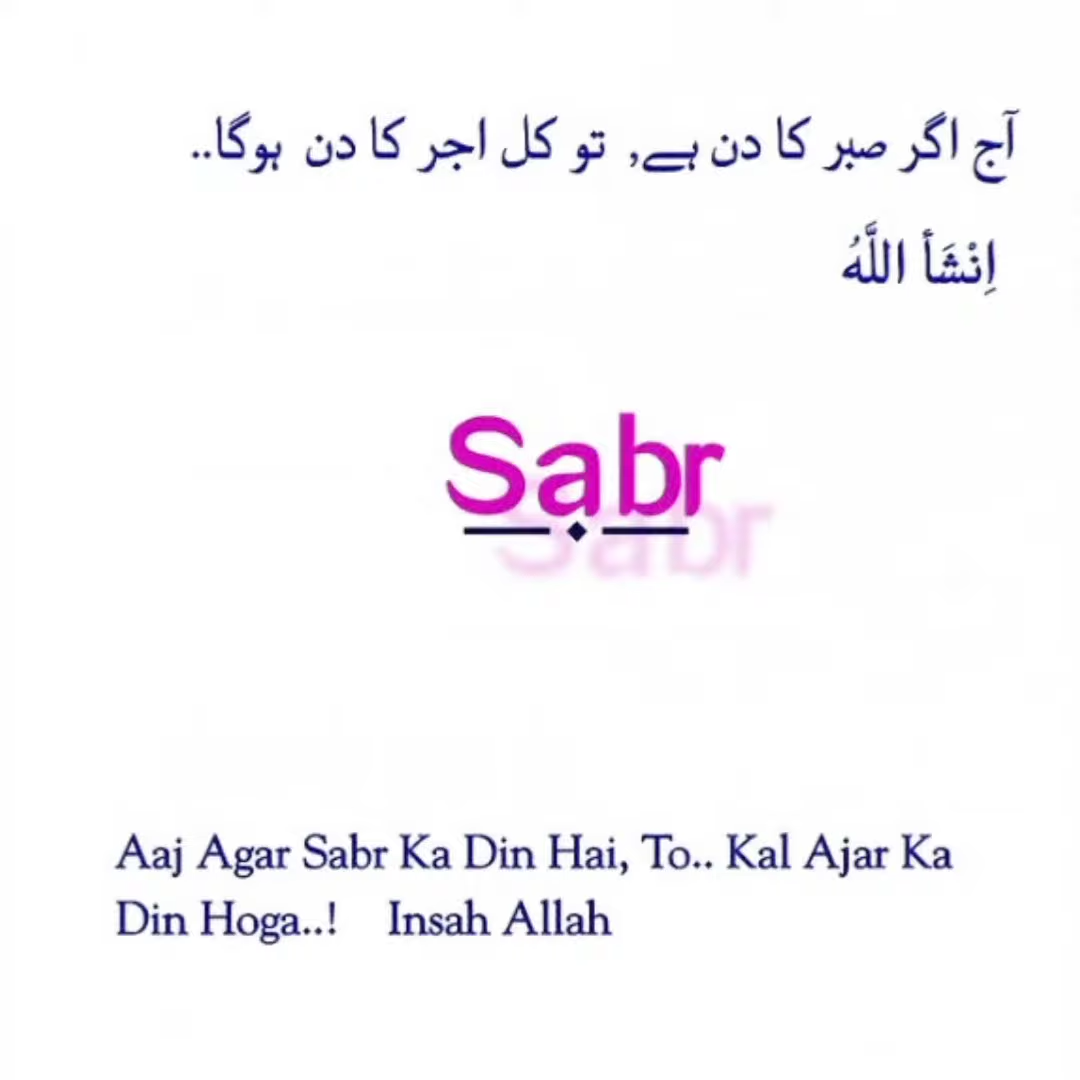 آج اگر صبر کا دن ہے, تو کل اجر کا دن ہوگا..
اِنْشَأ اللَّهُ
Sabr
Aaj Agar Sabr Ka Din Hai, To.. Kal Ajar Ka
Din Hoga..! Insah Allah